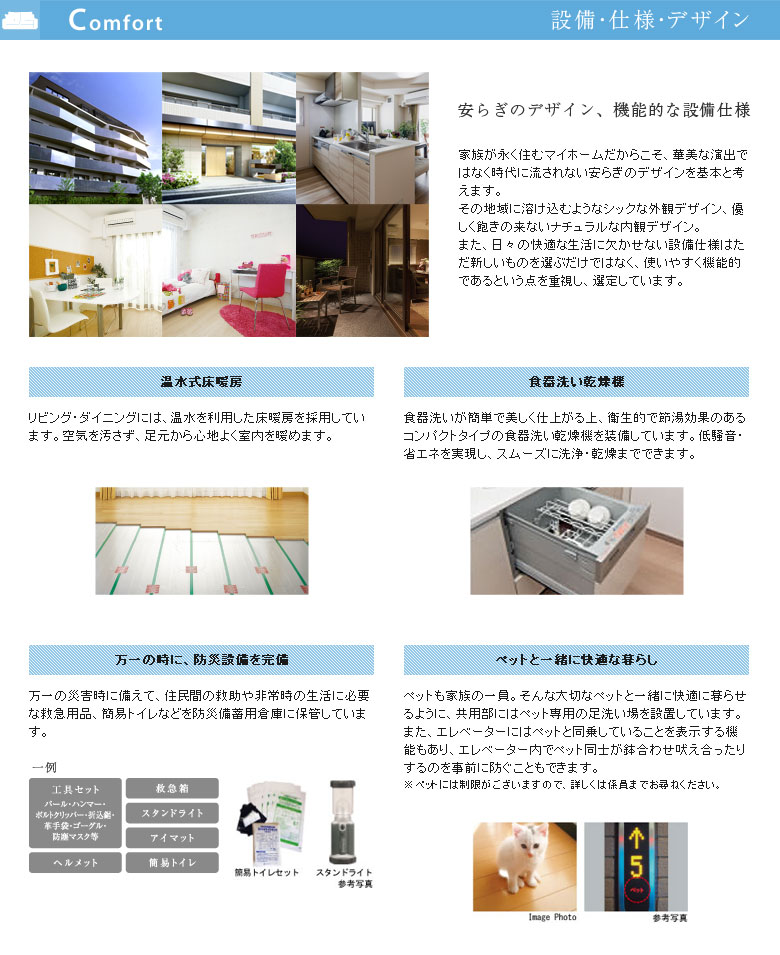 Comfort
設備・仕様・デザイン
安らぎのデザイン、機能的な設備仕様
家族が永く住むマイホームだからこそ、華美な演出で
はなく時代に流されない安らぎのデザインを基本と考
えます。
その地域に溶け込むようなシックな外観デザイン、優
しく飽きの来ないナチュラルな内観デザイン。
また、日々の快適な生活に欠かせない設備仕様はた
だ新しいものを選ぶだけではなく、使いやすく機能的
であるという点を重視し、選定しています。
温水式床暖房
リビング・ダイニングには、温水を利用した床暖房を採用してい
ます。空気を汚さず、足元から心地よく室内を暖めます。
食器洗い乾燥機
食器洗いが簡単で美しく仕上がる上、衛生的で節湯効果のある
コンパクトタイプの食器洗い乾燥機を装備しています。低騒音・
省エネを実現し、スムーズに洗浄・乾燥までできます。
万一の時に、防災設備を完備
万一の災害時に備えて、住民間の救助や非常時の生活に必要
な救急用品、簡易トイレなどを防災備蓄用倉庫に保管していま
す。
一例
工具セット
バール・ハンマー・
ボルトクリッパー・折込鋸・
革手袋・ゴーグル・
防塵マスク等
ヘルメット
救急箱
スタンドライト
アイマット
簡易トイレ
簡易トイレセット
スタンドライト
参考写真
ペットと一緒に快適な暮らし
ペットも家族の一員。そんな大切なペットと一緒に快適に暮らせ
るように、共用部にはペット専用の足洗い場を設置しています。
また、エレベーターにはペットと同乗していることを表示する機
能もあり、エレベーター内でペット同士が鉢合わせ吠え合ったり
するのを事前に防ぐこともできます。
※ペットには制限がございますので、詳しくは係員までお尋ねください。
5
ペット
Image Photo
参考写真